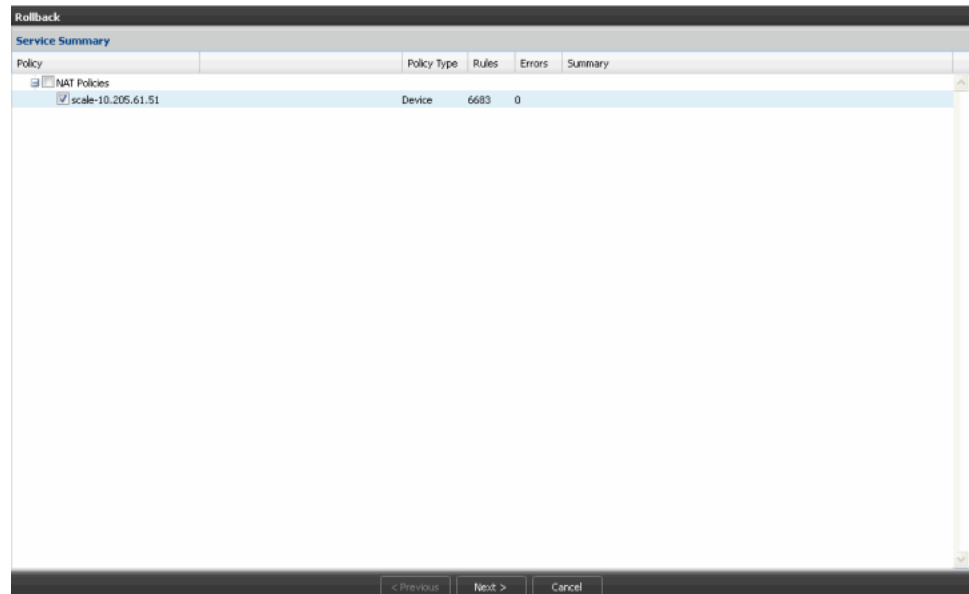 Rollback
Service Summary
Policy Policy Type Rules Errors Summary
NAT Policies
scale-10.205.61.51 Device 6683 0
< Previous Next > Cancel